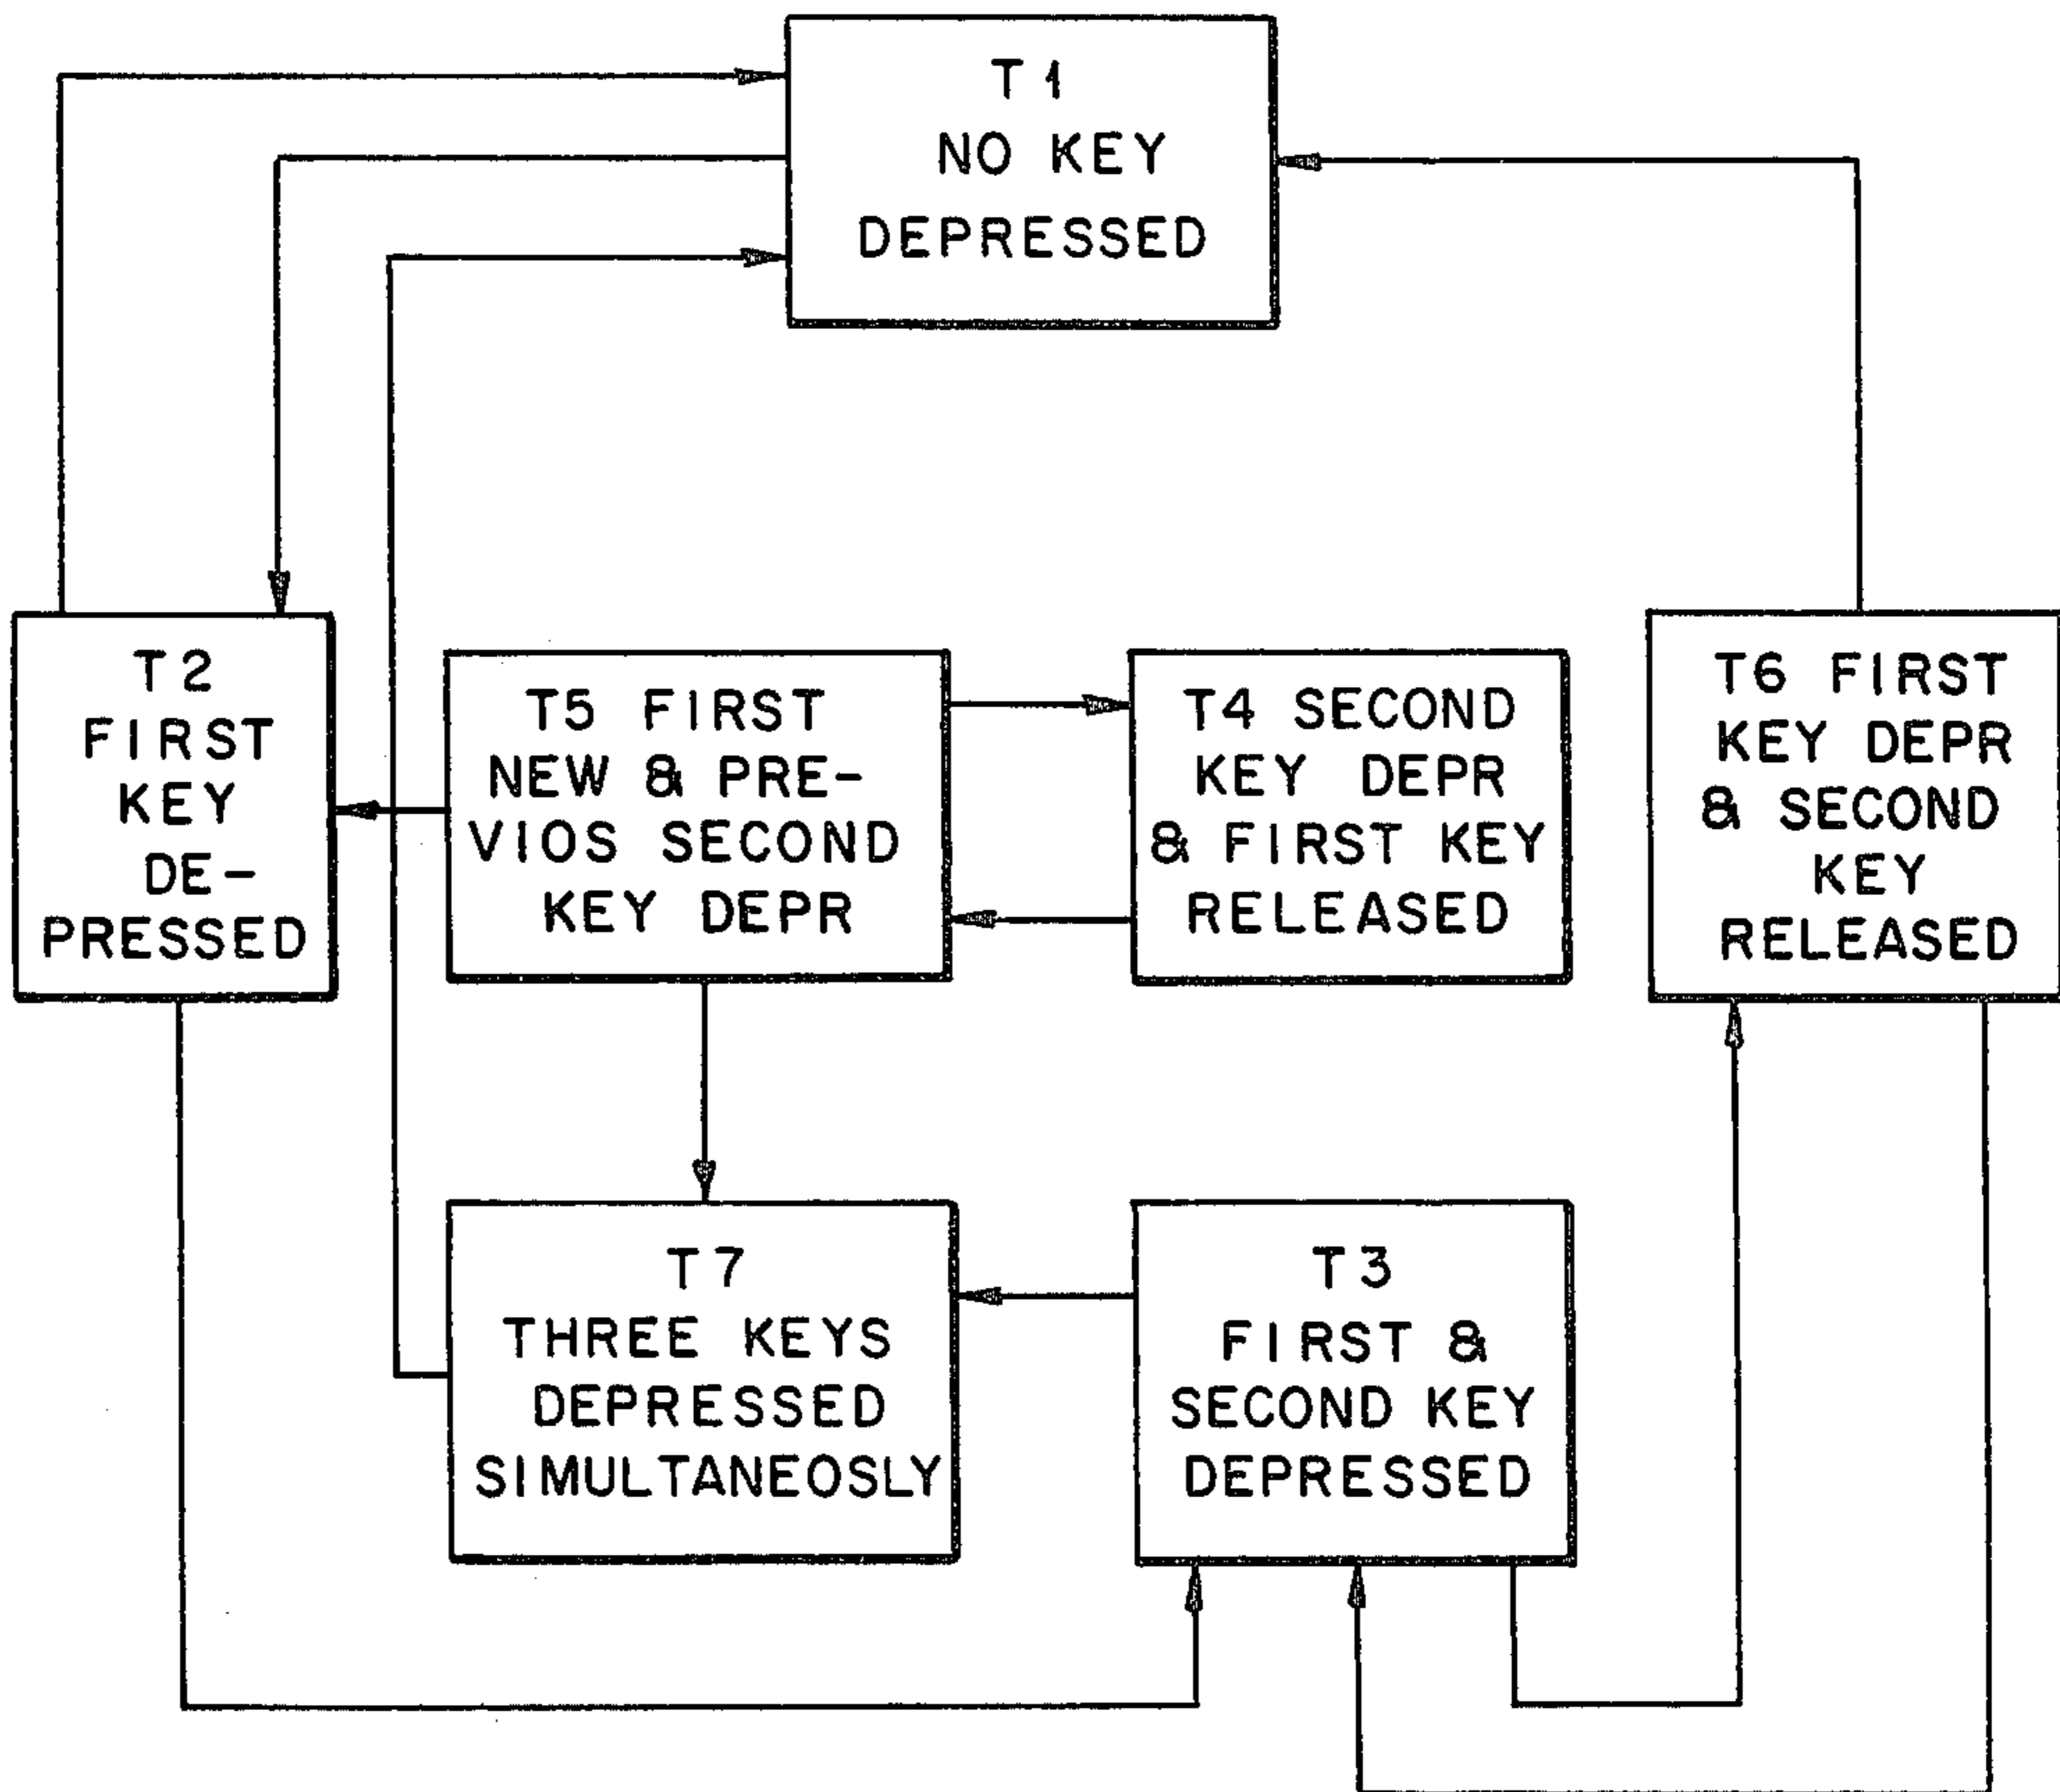 T1
NO KEY
DEPRESSED
T2
FIRST
KEY
DE-
PRESSED
T5 FIRST
NEW & PRE-
VIOS SECOND
KEY DEPR
T4 SECOND
KEY DEPR
& FIRST KEY
RELEASED
T6 FIRST
KEY DEPR
& SECOND
KEY
RELEASED
T7
THREE KEYS
DEPRESSED
SIMULTANEOSLY
T3
FIRST &
SECOND KEY
DEPRESSED